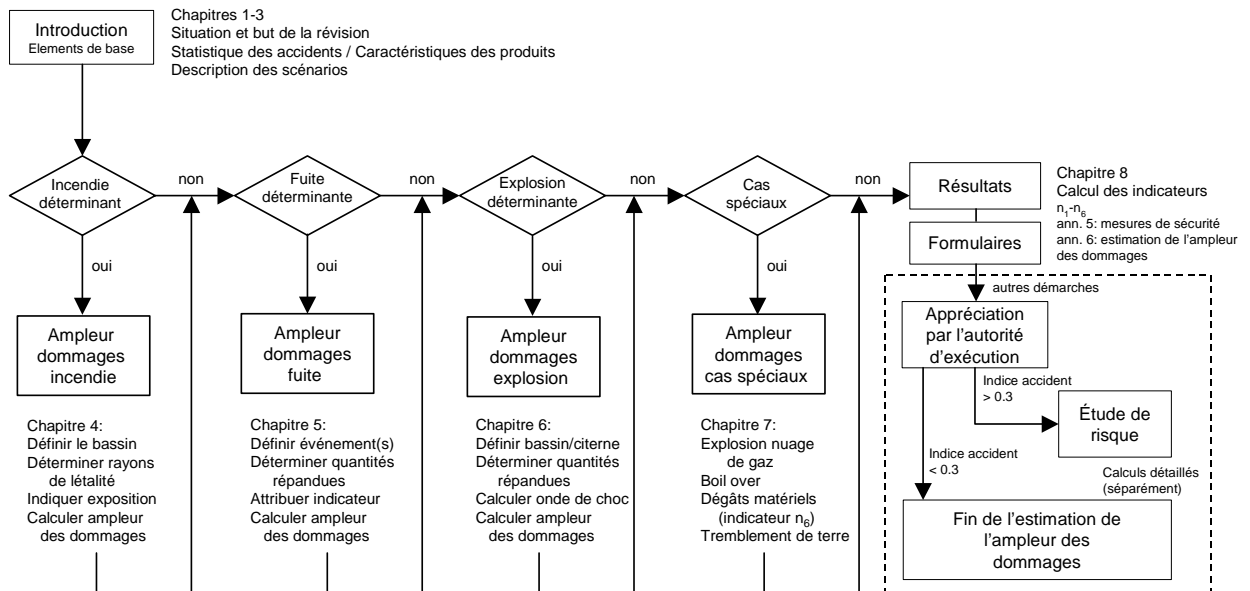 Introduction
Elements de base
Chapitres 1-3
Situation et but de la révision
Statistique des accidents / Caractéristiques des produits
Description des scénarios
Incendie
déterminant
non
Fuite
déterminante
non
Explosion
déterminante
non
Cas
spéciaux
non
Résultats
Formulaires
Chapitre 8
Calcul des indicateurs
n1-n6
ann. 5: mesures de sécurité
ann. 6: estimation de l’ampleur
des dommages
oui
oui
oui
oui
Ampleur
dommages
incendie
Ampleur
dommages
fuite
Ampleur
dommages
explosion
Ampleur
dommages
cas spéciaux
autres démarches
Appréciation
par l’autorité
d’exécution
Indice accident
> 0.3
Étude de
risque
Indice accident
< 0.3
Calculs détaillés
(séparément)
Fin de l’estimation de
l’ampleur des
dommages
Chapitre 4:
Définir le bassin
Déterminer rayons
de létalité
Indiquer exposition
Calculer ampleur
des dommages
Chapitre 5:
Définir événement(s)
Déterminer quantités
répandues
Attribuer indicateur
Calculer ampleur
des dommages
Chapitre 6:
Définir bassin/citerne
Déterminer quantités
répandues
Calculer onde de choc
Calculer ampleur
des dommages
Chapitre 7:
Explosion nuage
de gaz
Boil over
Dégâts matériels
(indicateur n6)
Tremblement de terre